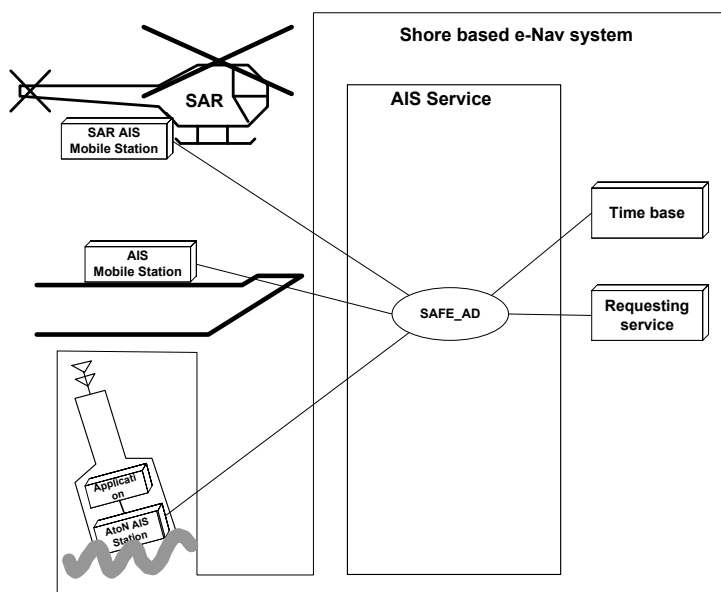 Shore based e-Nav system
AIS Service
SAR
SAR AIS
Mobile Station
Time base
AIS
Mobile Station
SAFE_AD
Requesting
service
Applicati
on
AtoN AIS
Station